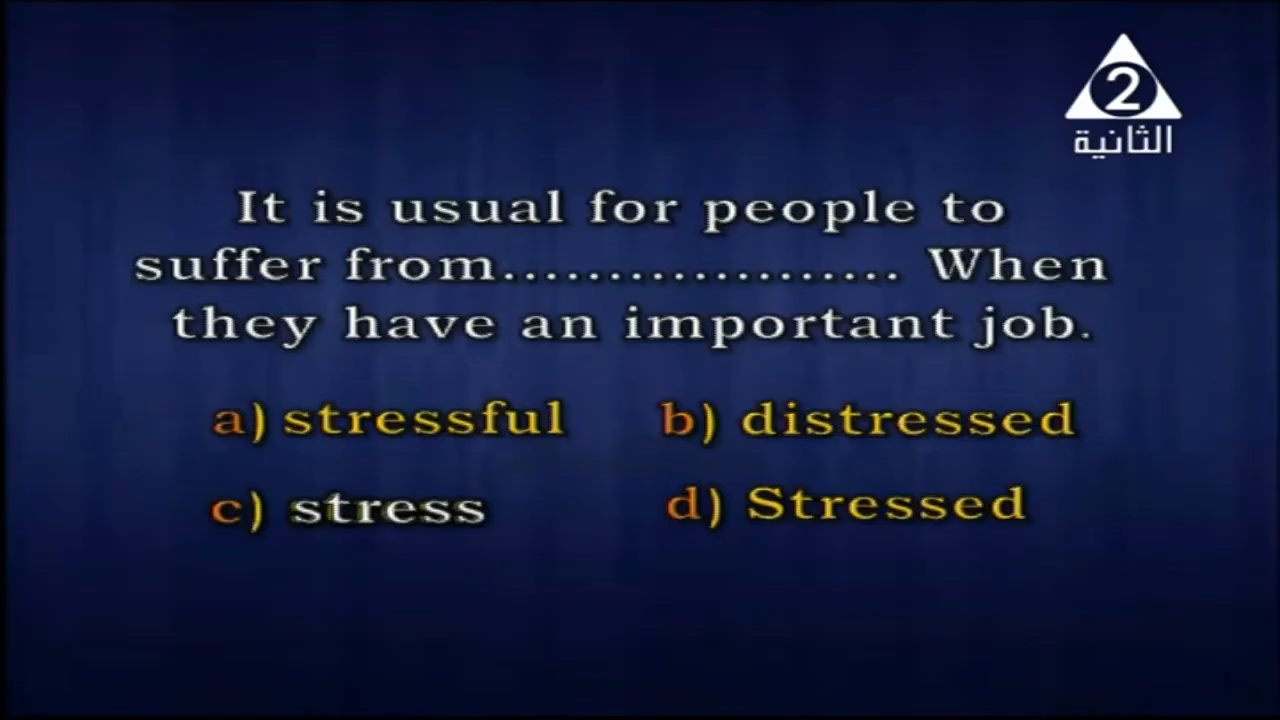 2
الثانية
It is usual for people to
suffer from................... When
they have an important job.
a) stressful b) distressed
c) stress d) Stressed